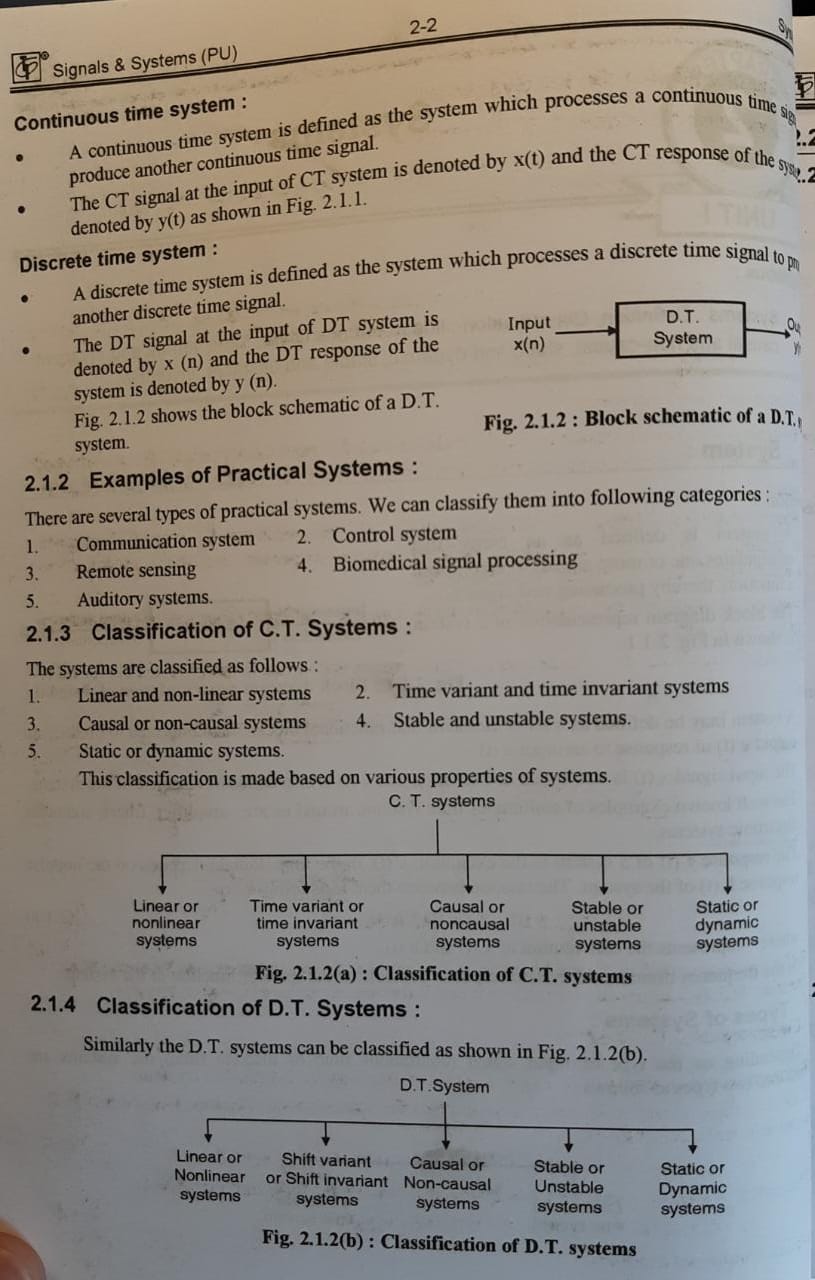 2-2
Signals & Systems (PU)
Continuous time system :
• A continuous time system is defined as the system which processes a continuous time
produce another continuous time signal.
• The CT signal at the input of CT system is denoted by x(t) and the CT response of the
denoted by y(t) as shown in Fig. 2.1.1.
Discrete time system :
• A discrete time system is defined as the system which processes a discrete time signal to
another discrete time signal.
• The DT signal at the input of DT system is
denoted by x (n) and the DT response of the
system is denoted by y (n).
Fig. 2.1.2 shows the block schematic of a D.T.
system.
Input
x(n)
D.T.
System
Fig. 2.1.2 : Block schematic of a D.T.
2.1.2 Examples of Practical Systems :
There are several types of practical systems. We can classify them into following categories :
1. Communication system 2. Control system
3. Remote sensing 4. Biomedical signal processing
5. Auditory systems.
2.1.3 Classification of C.T. Systems :
The systems are classified as follows :
1. Linear and non-linear systems 2. Time variant and time invariant systems
3. Causal or non-causal systems 4. Stable and unstable systems.
5. Static or dynamic systems.
This classification is made based on various properties of systems.
C. T. systems
Linear or
nonlinear
systems
Time variant or
time invariant
systems
Causal or
noncausal
systems
Stable or
unstable
systems
Static or
dynamic
systems
Fig. 2.1.2(a) : Classification of C.T. systems
2.1.4 Classification of D.T. Systems :
Similarly the D.T. systems can be classified as shown in Fig. 2.1.2(b).
D.T.System
Linear or
Nonlinear
systems
Shift variant
or Shift invariant
systems
Causal or
Non-causal
systems
Stable or
Unstable
systems
Static or
Dynamic
systems
Fig. 2.1.2(b) : Classification of D.T. systems